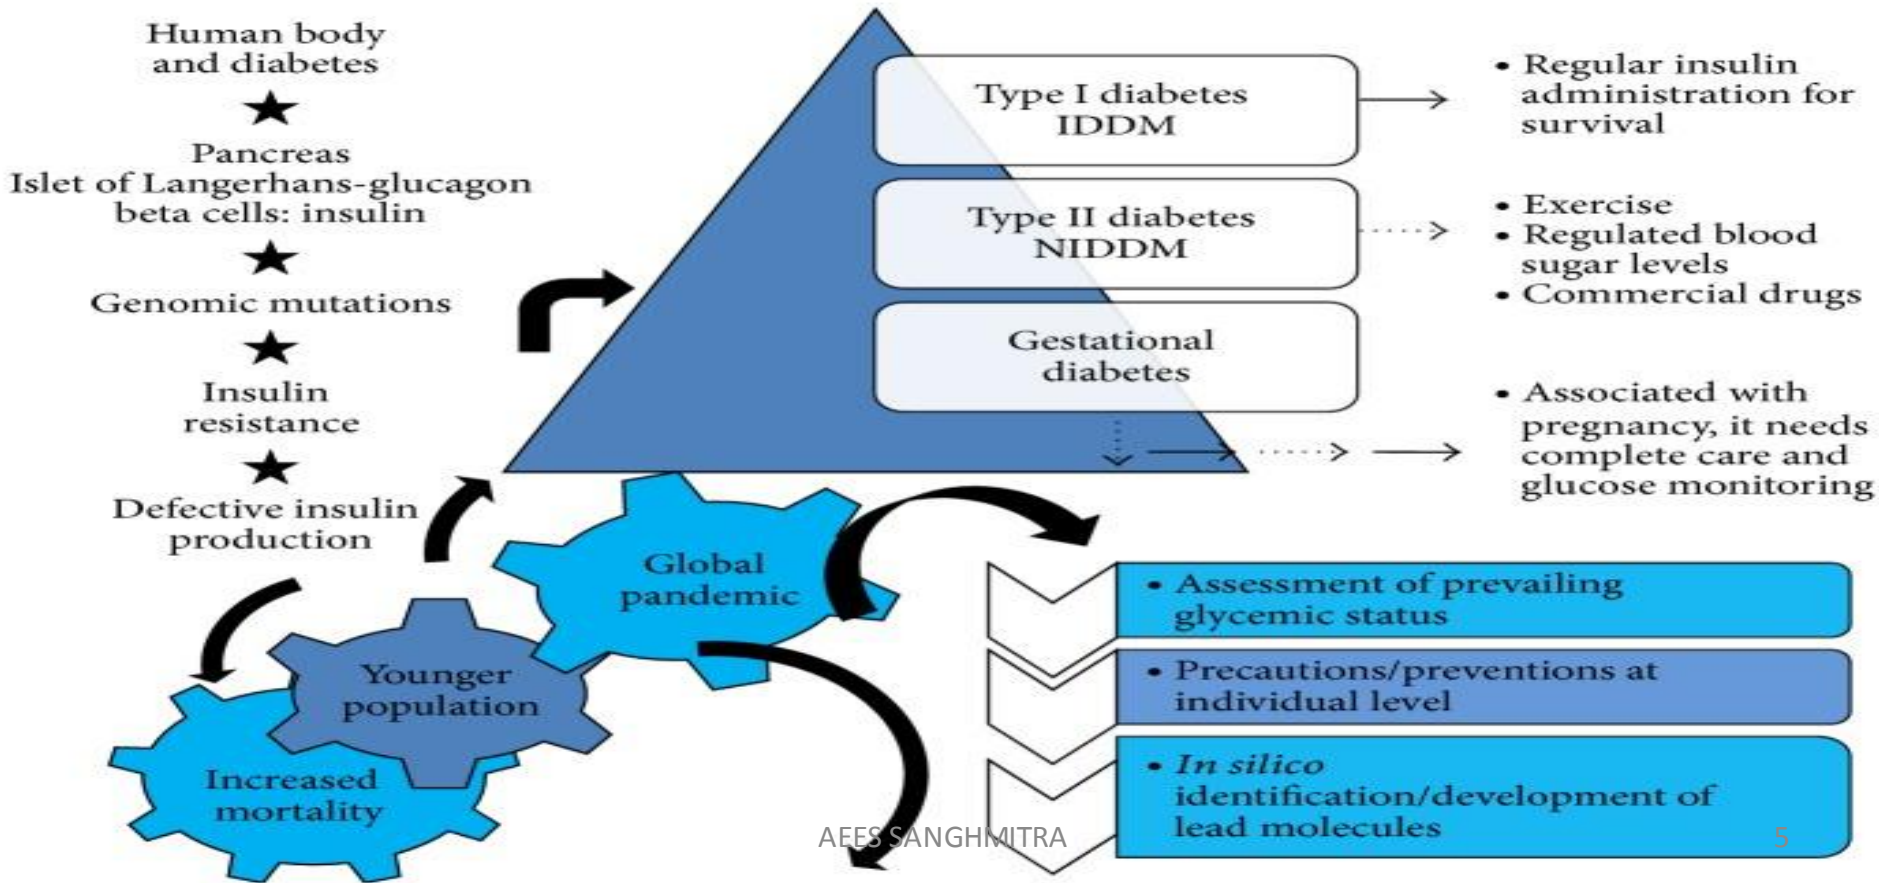 Human body
and diabetes
Pancreas
Islet of Langerhans-glucagon
beta cells: insulin
Genomic mutations
Insulin
resistance
Defective insulin
production
Type I diabetes
IDDM
• Regular insulin
administration for
survival
Type II diabetes
NIDDM
• Exercise
• Regulated blood
sugar levels
• Commercial drugs
Gestational
diabetes
• Associated with
pregnancy, it needs
complete care and
glucose monitoring
Global
pandemic
Younger
population
Increased
mortality
• Assessment of prevailing
glycemic status
• Precautions/preventions at
individual level
• In silico
identification/development of
lead molecules
AEES SANGHMITRA
5